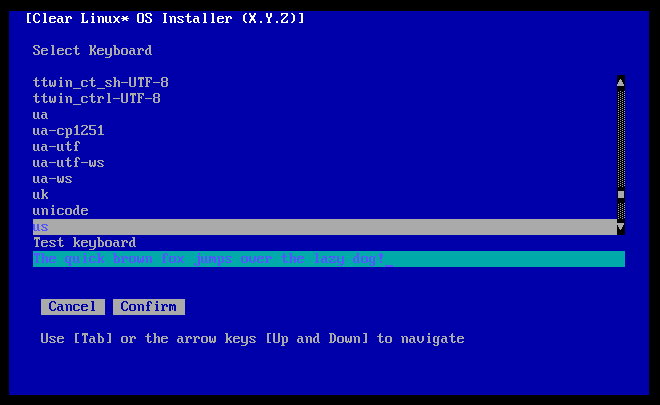 [Clear Linux* OS Installer (X.Y.Z)]
Select Keyboard
ttwin_ct_sh-UTF-8
ttwin_ctrl-UTF-8
ua
ua-cp1251
ua-utf
ua-utf-ws
ua-ws
uk
unicode
us
Test keyboard
The quick brown fox jumps over the lazy dog!_
Cancel Confirm
Use [Tab] or the arrow keys [Up and Down] to navigate